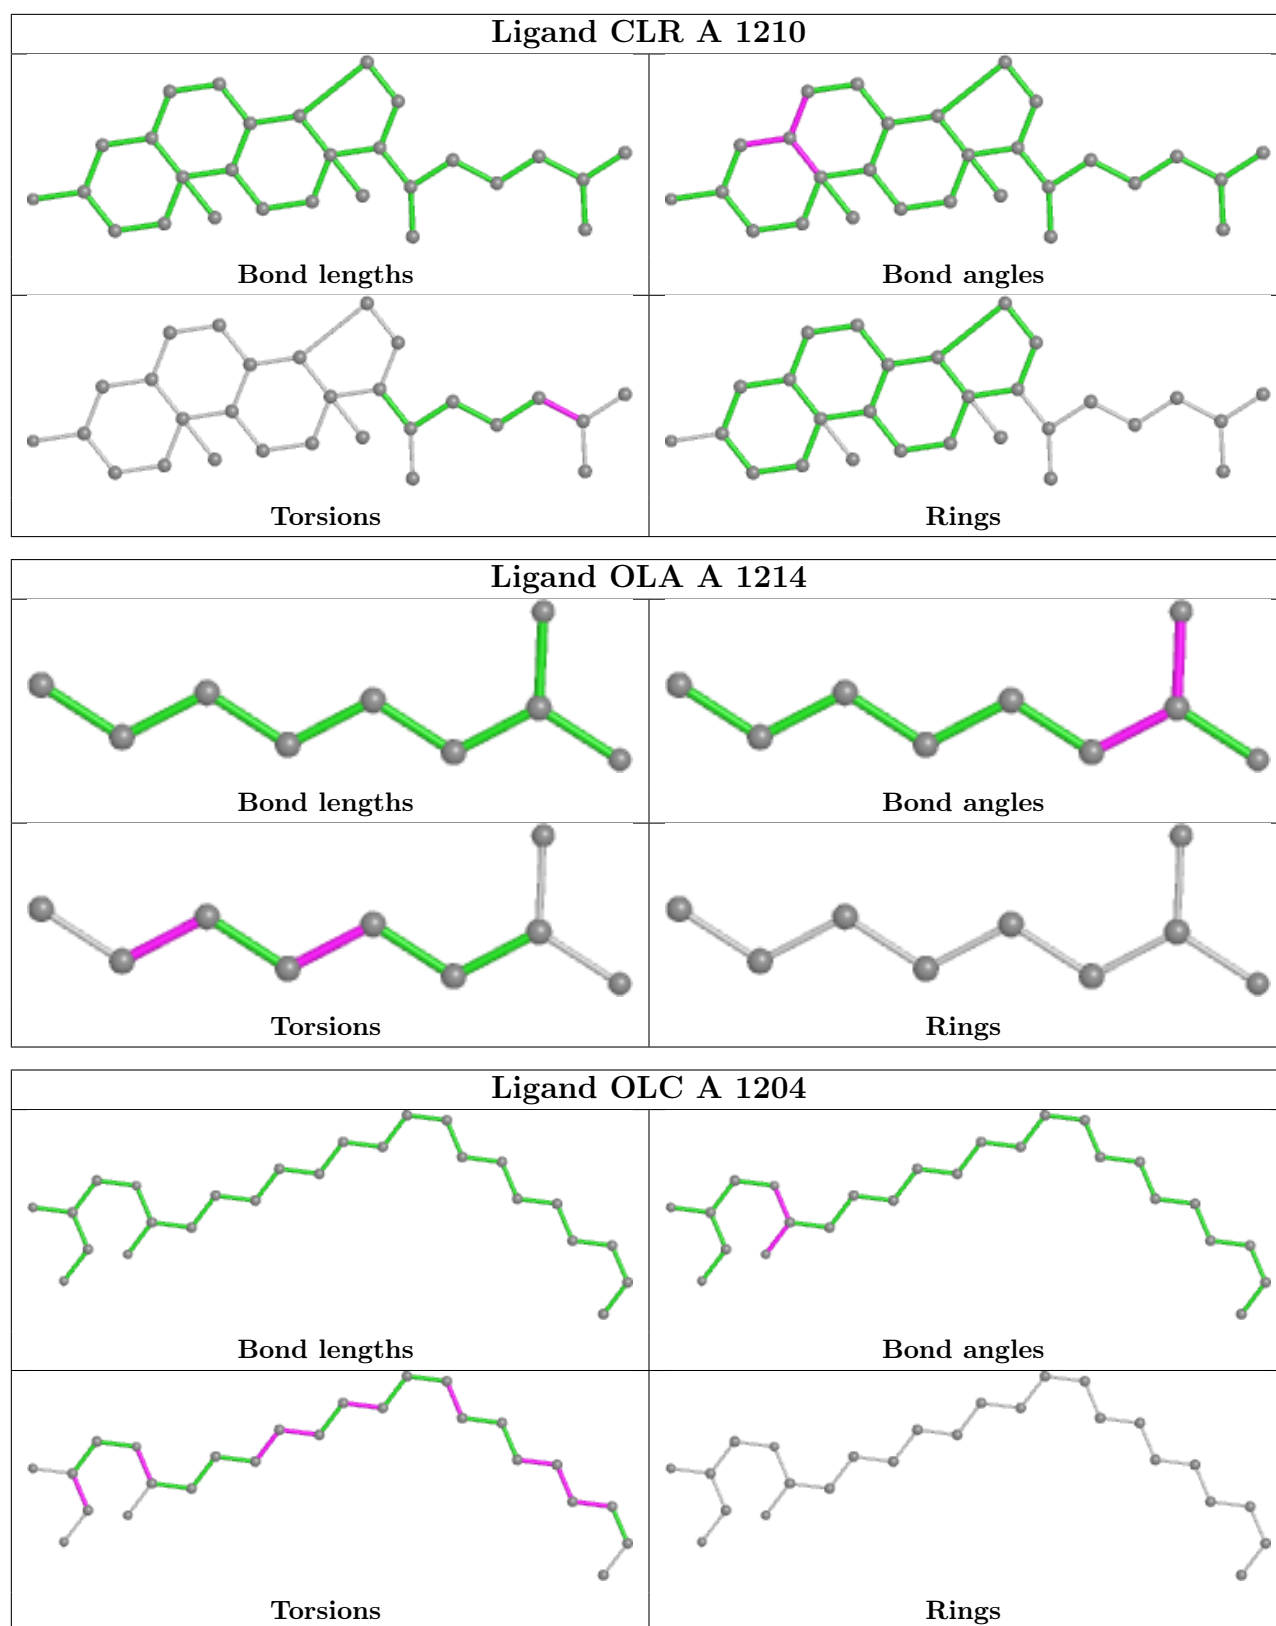 Ligand CLR A 1210
Bond lengths
Bond angles
Torsions
Rings
Ligand OLA A 1214
Bond lengths
Bond angles
Torsions
Rings
Ligand OLC A 1204
Bond lengths
Bond angles
Torsions
Rings